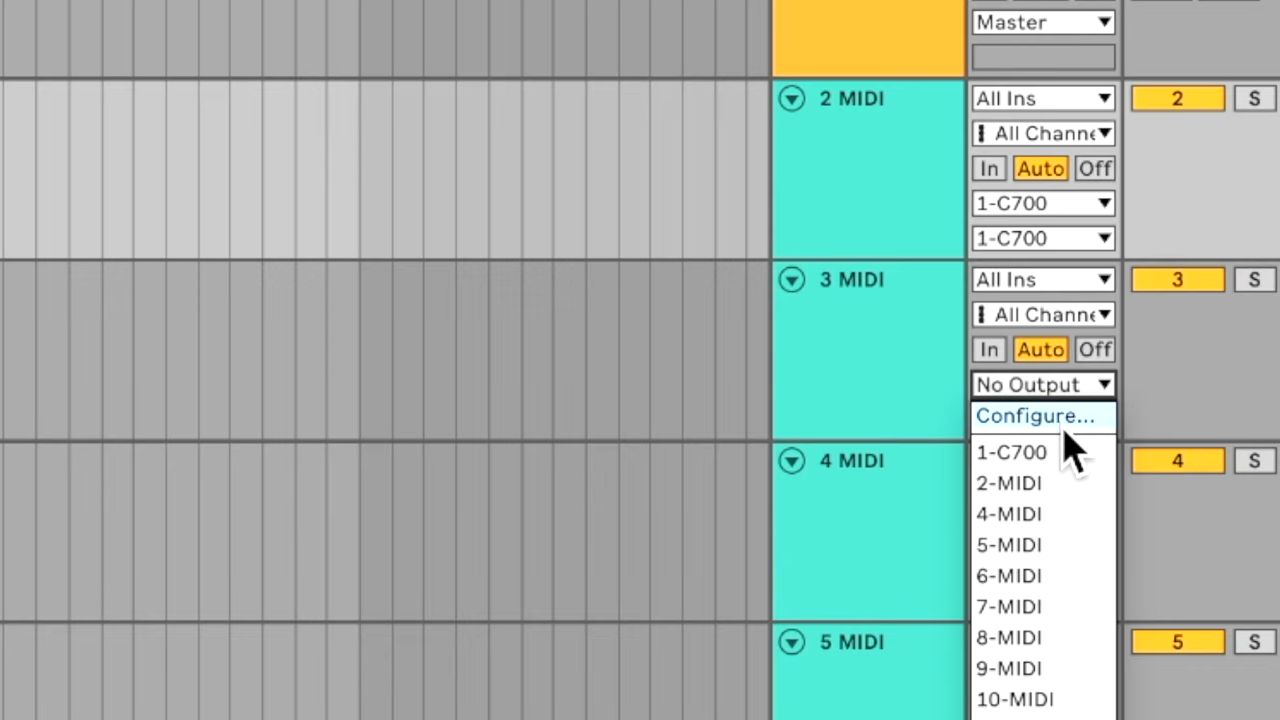 Master
2 MIDI
All Ins
2
S
All Channe
In Auto Off
1-C700
1-C700
3 MIDI
All Ins
3
S
All Channe
In Auto Off
No Output
Configure...
1-C700
4 MIDI
4
S
2-MIDI
4-MIDI
5-MIDI
6-MIDI
7-MIDI
8-MIDI
5 MIDI
5
S
9-MIDI
10-MIDI